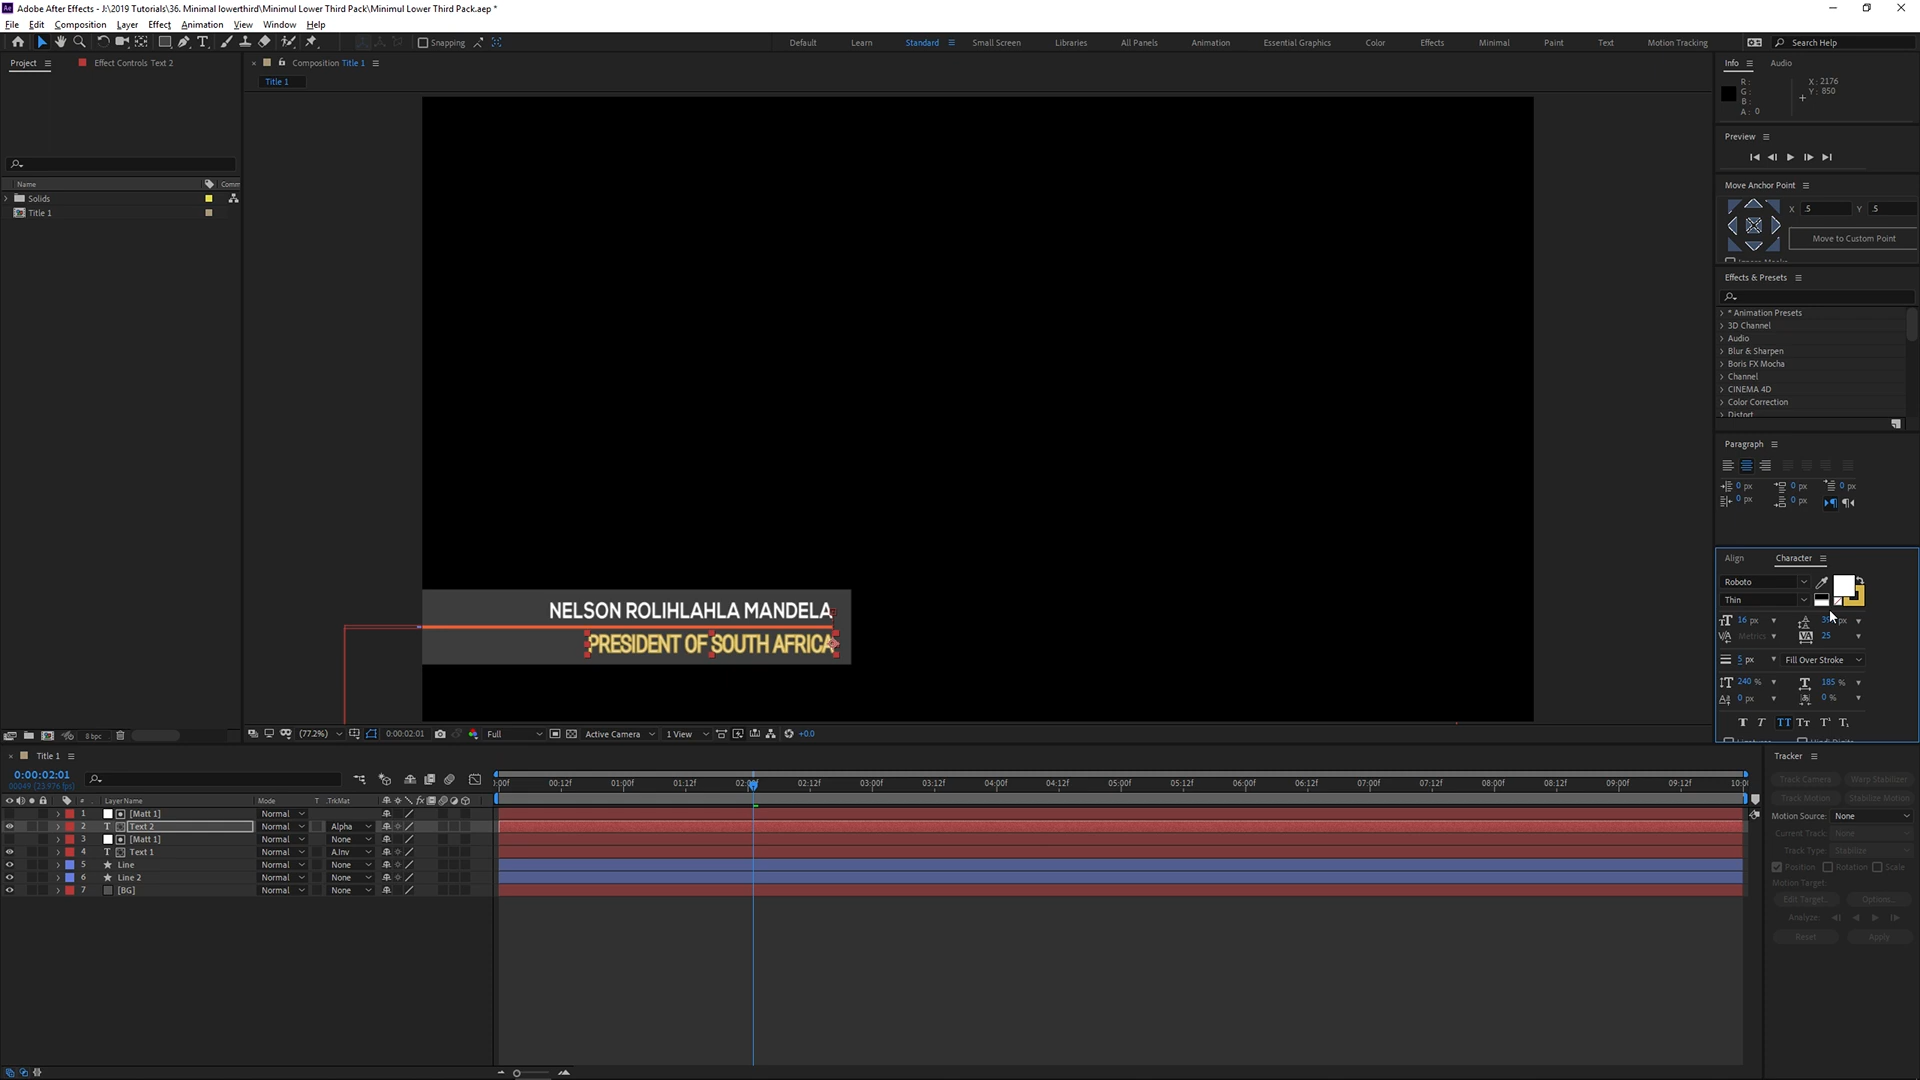 Adobe After Effects - J:\2019 Tutorials\36. Minimal lowerthird\Minimul Lower Third Pack\Minimul Lower Third Pack.aep *
File Edit Composition Layer Effect Animation View Window Help
Snapping
Default Learn Standard Small Screen Libraries All Panels Animation Essential Graphics Color Effects Minimal Paint Text Motion Tracking Search Help
Project Effect Controls Text 2
Composition Title 1
Title 1
Name Comm
Solids
Title 1
NELSON ROLIHLAHLA MANDELA
PRESIDENT OF SOUTH AFRICA
Info Audio
R :
G :
B :
A : 0
X : 2176
Y : 850
Preview
Move Anchor Point
X .5 Y .5
Move to Custom Point
Effects & Presets
* Animation Presets
3D Channel
Audio
Blur & Sharpen
Boris FX Mocha
Channel
CINEMA 4D
Color Correction
Distort
Paragraph
0 px 0 px 0 px
0 px 0 px
Align Character
Roboto
Thin
16 px px
Metrics 25
5 px Fill Over Stroke
240 % 185 %
0 px 0 %
8 bpc
(77.2%) 0:00:02:01 Full Active Camera 1 View +0.0
Title 1
0:00:02:01
00049 (23.976 fps)
:00f 00:12f 01:00f 01:12f 02:00f 02:12f 03:00f 03:12f 04:00f 04:12f 05:00f 05:12f 06:00f 06:12f 07:00f 07:12f 08:00f 08:12f 09:00f 09:12f 10:0
# Layer Name Mode T .TrkMat
1 [Matt 1] Normal
2 Text 2 Normal Alpha
3 [Matt 1] Normal None
4 Text 1 Normal A.Inv
5 Line Normal None
6 Line 2 Normal None
7 [BG] Normal None
Tracker
Track Camera Warp Stabilizer
Track Motion Stabilize Motion
Motion Source: None
Current Track: None
Track Type: Stabilize
Position Rotation Scale
Motion Target:
Edit Target... Options...
Analyze:
Reset Apply